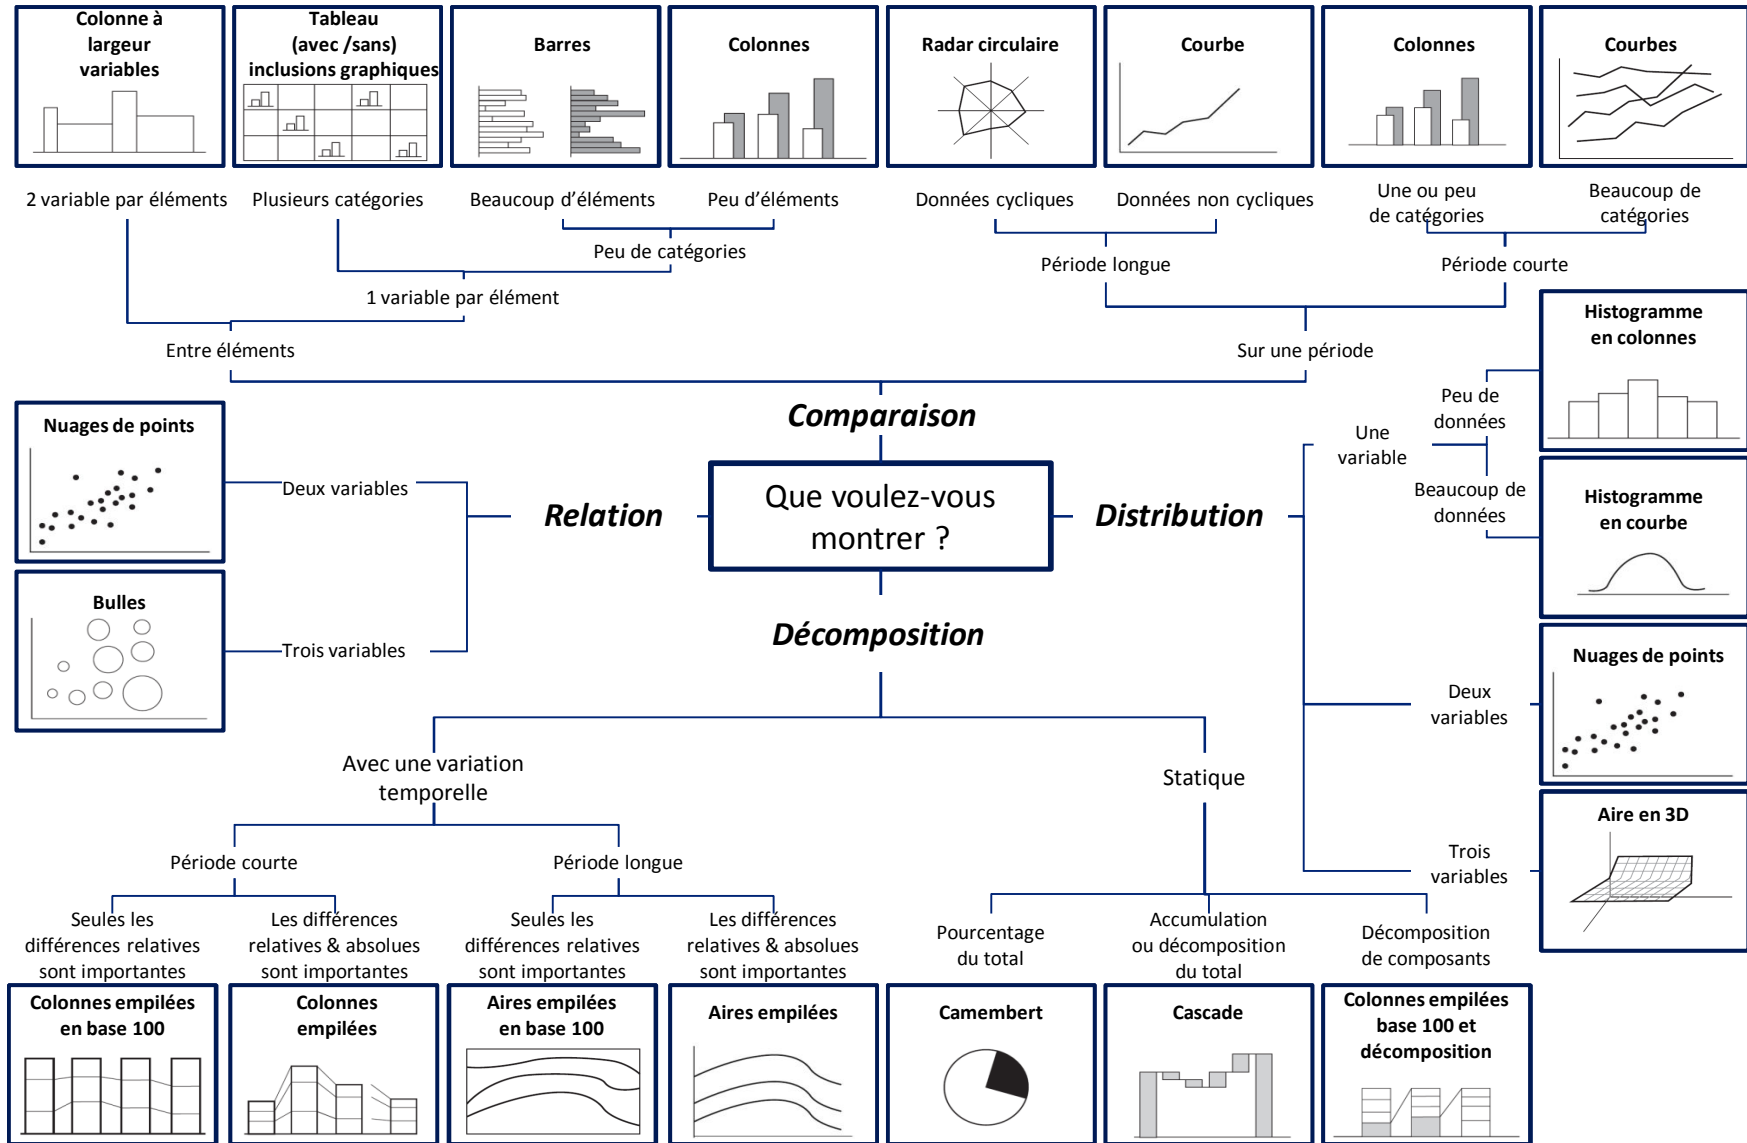 Colonne à
largeur
variables
Tableau
(avec /sans)
inclusions graphiques
Barres
Colonnes
Radar circulaire
Courbe
Colonnes
Courbes
2 variable par éléments
Plusieurs catégories
Beaucoup d'éléments
Peu d'éléments
Données cycliques
Données non cycliques
Une ou peu
de catégories
Beaucoup de
catégories
Peu de catégories
Période longue
Période courte
1 variable par élément
Entre éléments
Sur une période
Histogramme
en colonnes
Peu de
données
Comparaison
Nuages de points
Une
variable
Deux variables
Relation
Que voulez-vous
montrer ?
Distribution
Beaucoup de
données
Histogramme
en courbe
Bulles
Trois variables
Décomposition
Nuages de points
Deux
variables
Avec une variation
temporelle
Statique
Aire en 3D
Trois
variables
Période courte
Période longue
Seules les
différences relatives
sont importantes
Les différences
relatives & absolues
sont importantes
Seules les
différences relatives
sont importantes
Les différences
relatives & absolues
sont importantes
Pourcentage
du total
Accumulation
ou décomposition
du total
Décomposition
de composants
Colonnes empilées
en base 100
Colonnes
empilées
Aires empilées
en base 100
Aires empilées
Camembert
Cascade
Colonnes empilées
base 100 et
décomposition